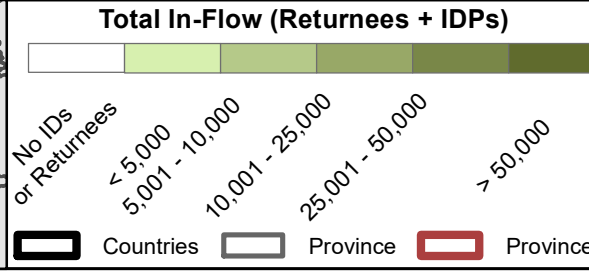 Total In-Flow (Returnees + IDPs)
No IDs
or Returnees
< 5,000
5,001 - 10,000
10,001 - 25,000
25,001 - 50,000
> 50,000
Countries
Province
Province